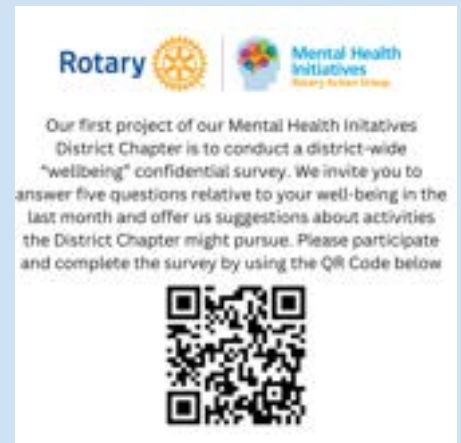 Rotary
Mental Health
Initiatives
Rotary Action Group
Our first project of our Mental Health Initatives
District Chapter is to conduct a district-wide
"wellbeing" confidential survey. We invite you to
answer five questions relative to your well-being in the
last month and offer us suggestions about activities
the District Chapter might pursue. Please participate
and complete the survey by using the QR Code below